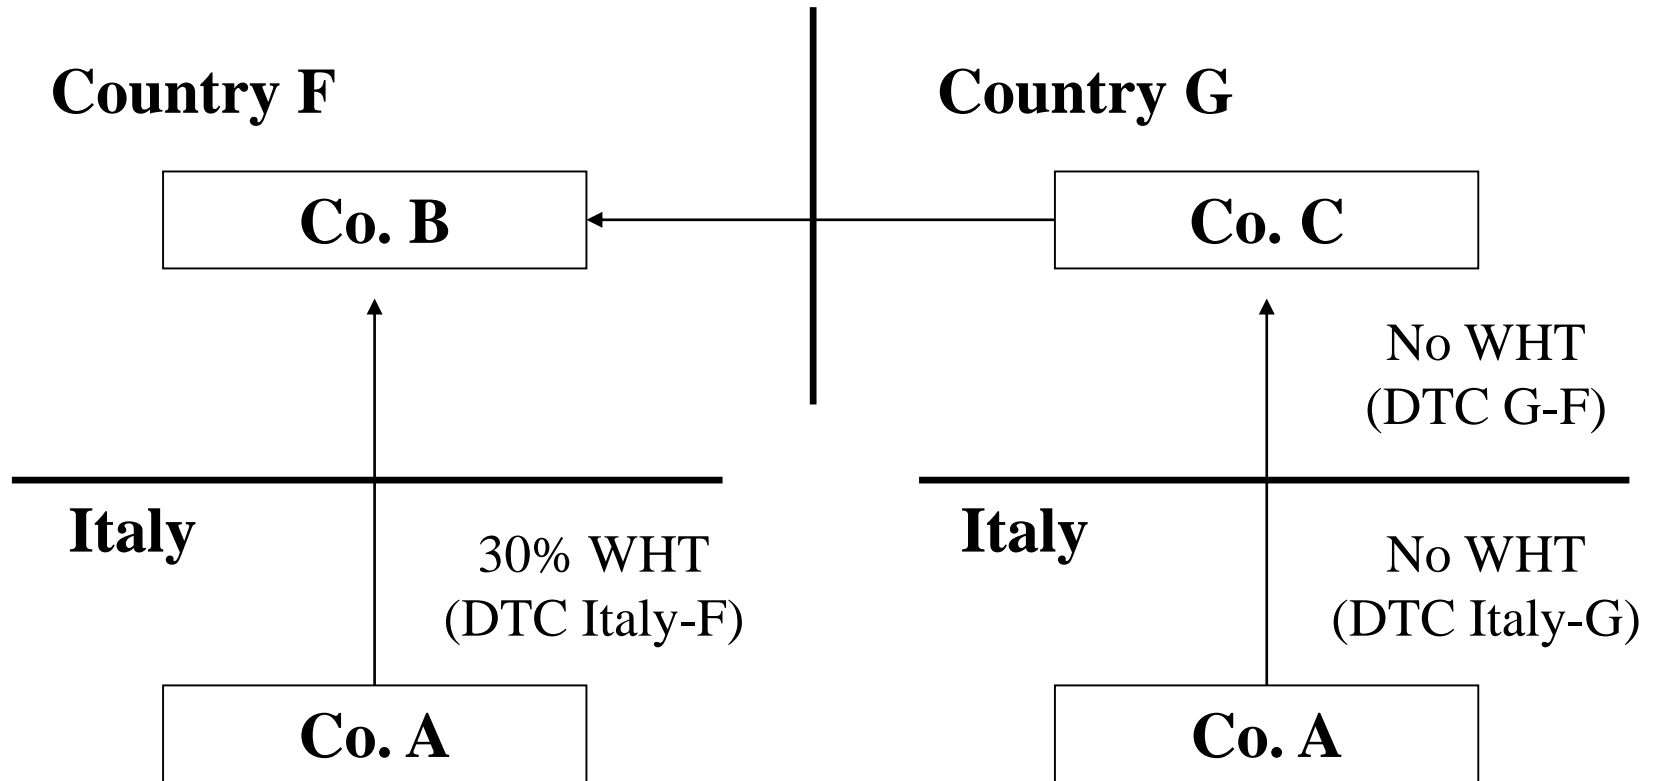 Country F
Country G
Co. B
Co. C
No WHT
(DTC G-F)
Italy
30% WHT
(DTC Italy-F)
Italy
No WHT
(DTC Italy-G)
Co. A
Co. A